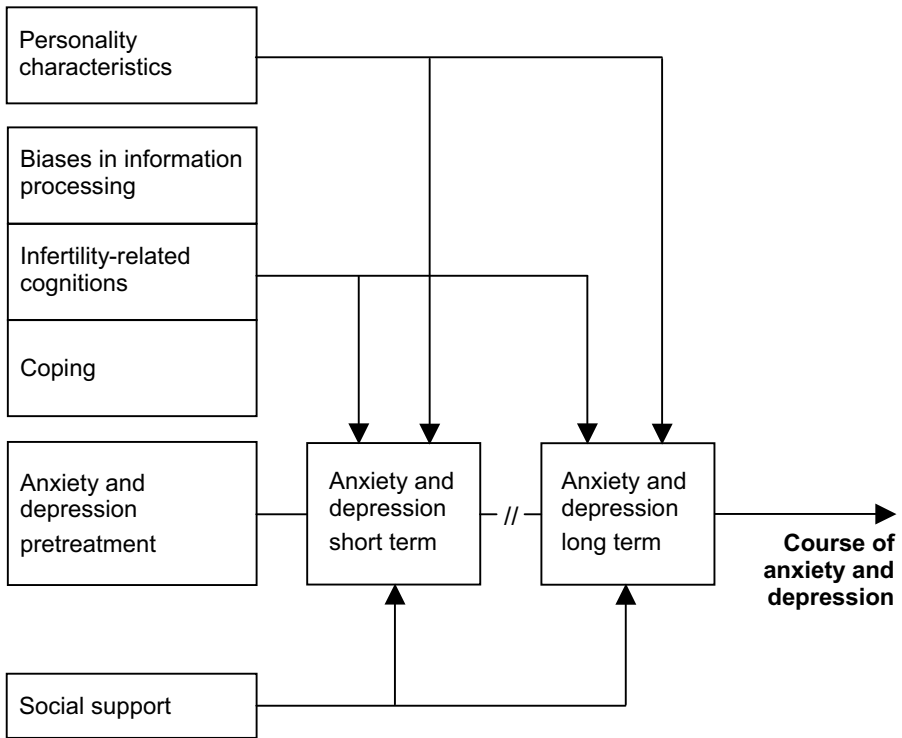 Personality
characteristics
Biases in information
processing
Infertility-related
cognitions
Coping
Anxiety and
depression
pretreatment
Anxiety and
depression
short term
//
Anxiety and
depression
long term
Course of
anxiety and
depression
Social support